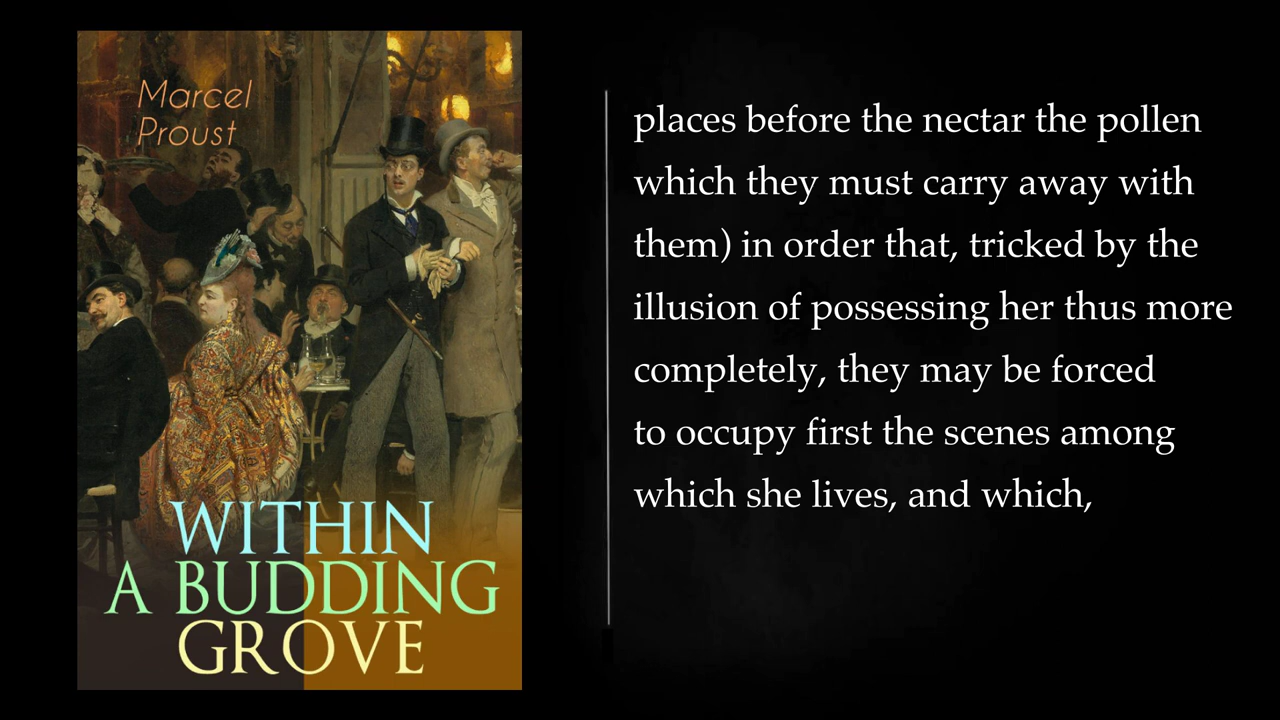 Marcel
Proust
WITHIN
A BUDDING
GROVE
places before the nectar the pollen
which they must carry away with
them) in order that, tricked by the
illusion of possessing her thus more
completely, they may be forced
to occupy first the scenes among
which she lives, and which,